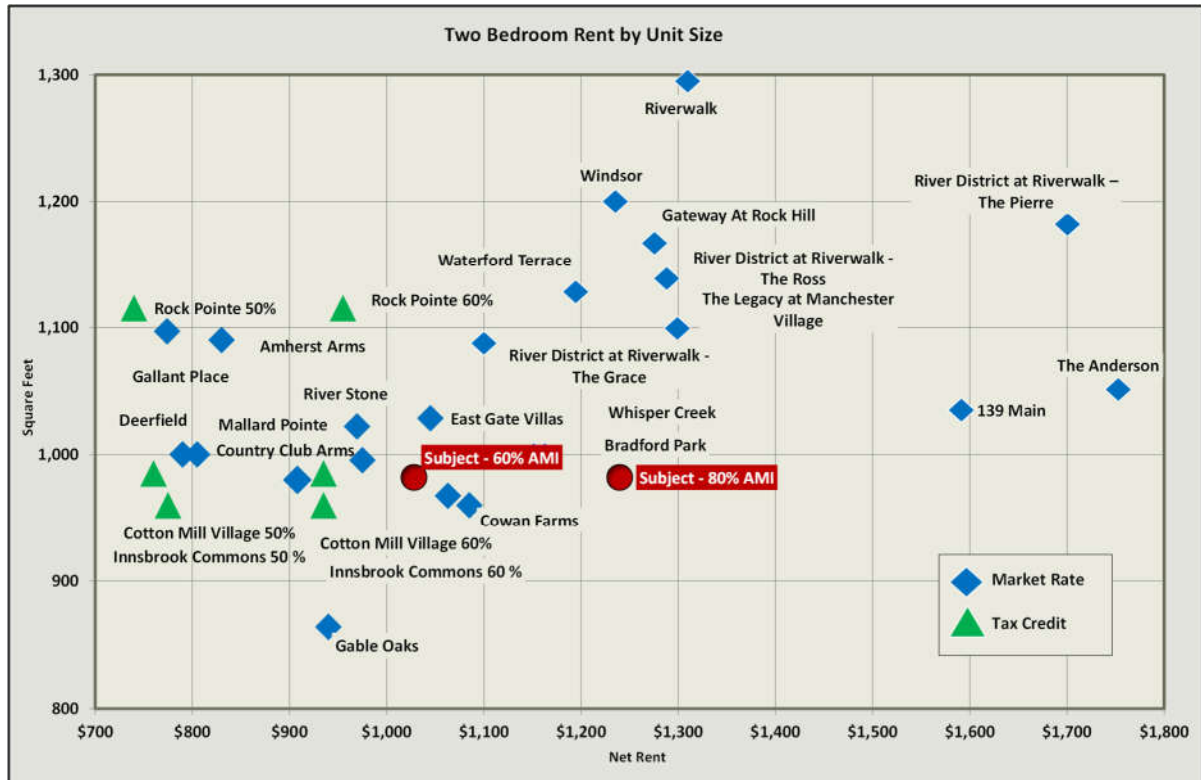 Two Bedroom Rent by Unit Size
1,300
Riverwalk
Windsor
River District at Riverwalk –
The Pierre
1,200
Gateway At Rock Hill
Waterford Terrace
River District at Riverwalk -
The Ross
The Legacy at Manchester
Village
Rock Pointe 50%
Rock Pointe 60%
1,100
Amherst Arms
Gallant Place
River District at Riverwalk -
The Grace
The Anderson
River Stone
Deerfield
Mallard Pointe
East Gate Villas
Whisper Creek
139 Main
Country Club Arms
Bradford Park
1,000
Subject - 60% AMI
Subject - 80% AMI
Cotton Mill Village 50%
Innsbrook Commons 50 %
Cotton Mill Village 60%
Innsbrook Commons 60 %
Cowan Farms
900
Gable Oaks
Market Rate
Tax Credit
800
Square Feet
$700 $800 $900 $1,000 $1,100 $1,200 $1,300 $1,400 $1,500 $1,600 $1,700 $1,800
Net Rent